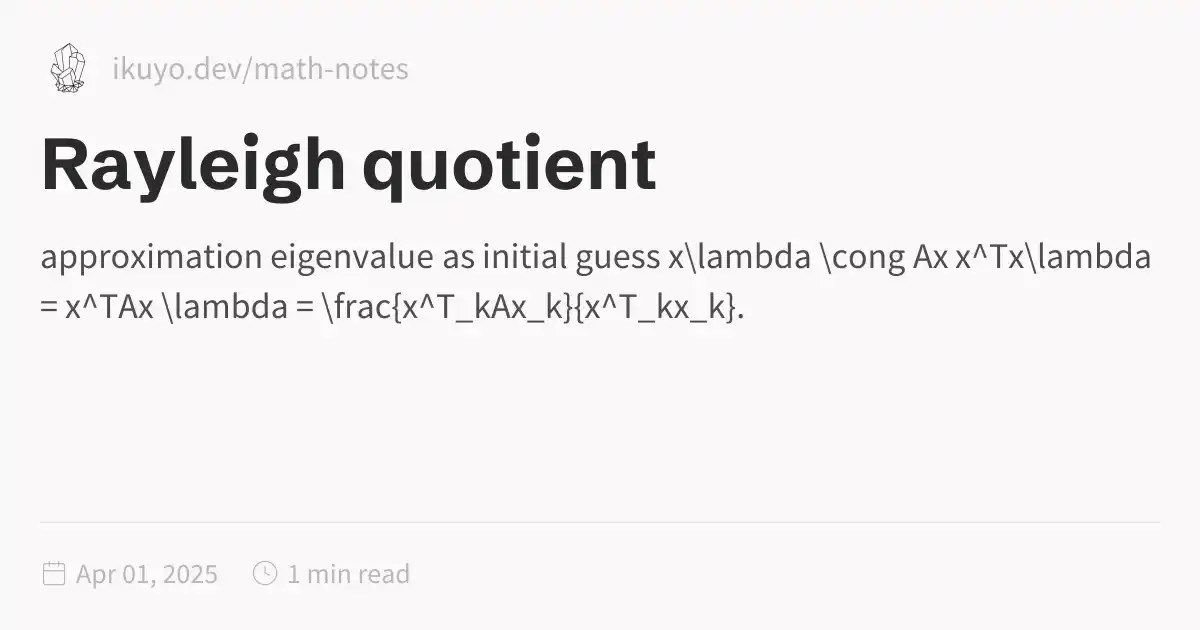 ikuyo.dev/math-notes
Rayleigh quotient
approximation eigenvalue as initial guess x\lambda \cong Ax x^Tx\lambda
= x^TAx \lambda = \frac{x^T_kAx_k}{x^T_kx_k}.
Apr 01, 2025 1 min read